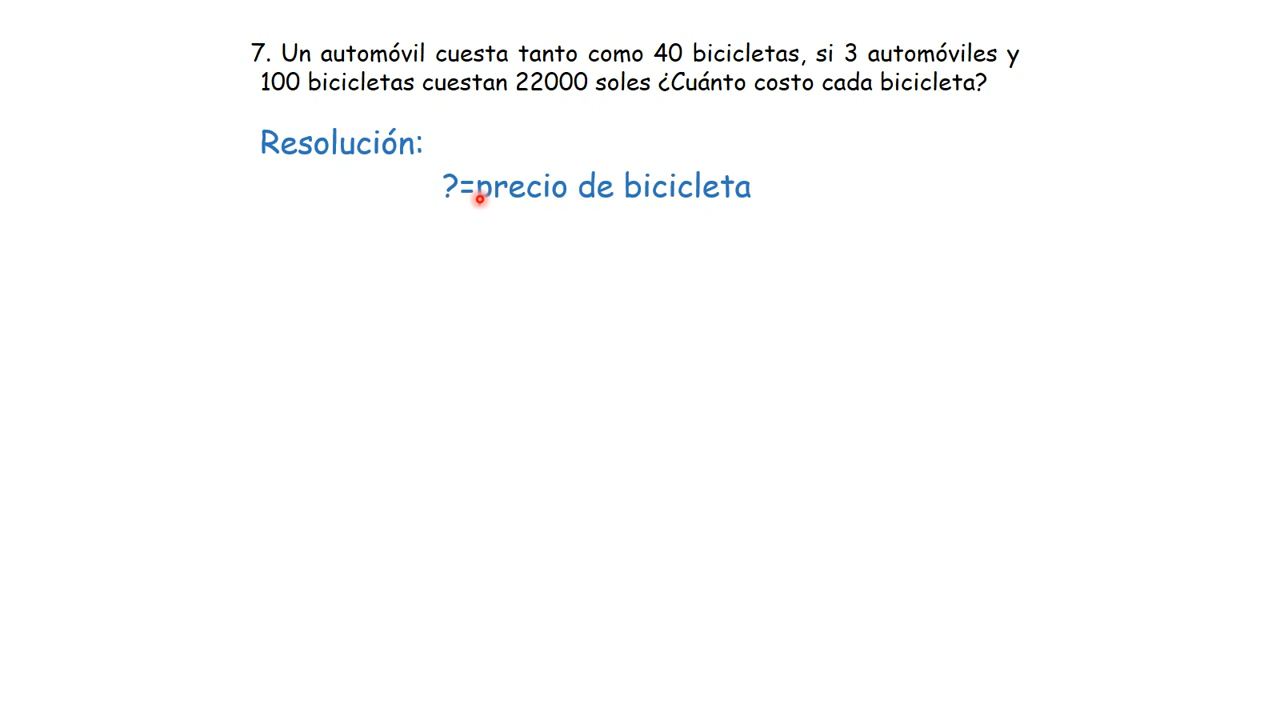 7. Un automóvil cuesta tanto como 40 bicicletas, si 3 automóviles y
100 bicicletas cuestan 22000 soles ¿Cuánto costo cada bicicleta?
Resolución:
?=precio de bicicleta